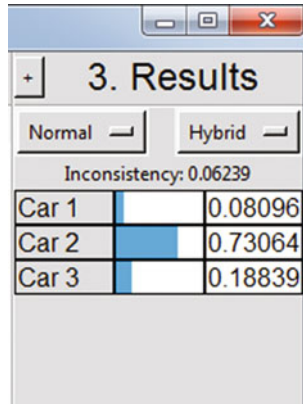 + 3. Results
Normal Hybrid
Inconsistency: 0.06239
Car 1 0.08096
Car 2 0.73064
Car 3 0.18839